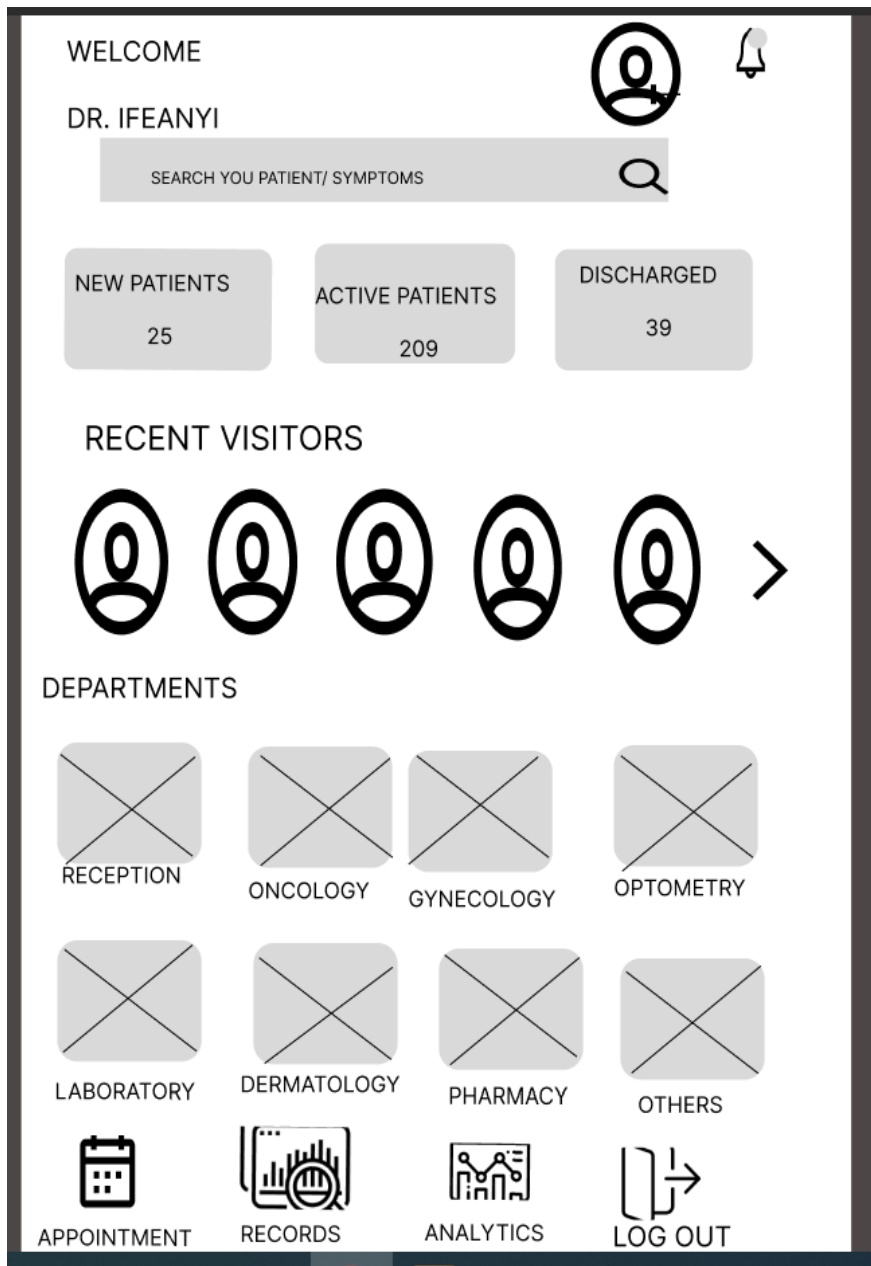 WELCOME
DR. IFEANYI
SEARCH YOU PATIENT/ SYMPTOMS
NEW PATIENTS
25
ACTIVE PATIENTS
209
DISCHARGED
39
RECENT VISITORS
DEPARTMENTS
RECEPTION
ONCOLOGY
GYNECOLOGY
OPTOMETRY
LABORATORY
DERMATOLOGY
PHARMACY
OTHERS
APPOINTMENT
RECORDS
ANALYTICS
LOG OUT